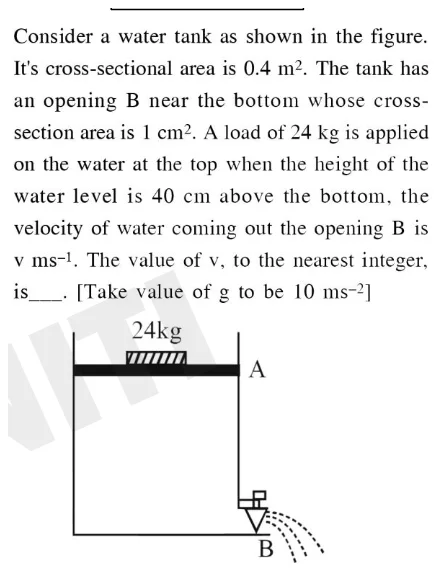 Consider a water tank as shown in the figure.
It's cross-sectional area is 0.4 m². The tank has
an opening B near the bottom whose cross-
section area is 1 cm². A load of 24 kg is applied
on the water at the top when the height of the
water level is 40 cm above the bottom, the
velocity of water coming out the opening B is
v ms⁻¹. The value of v, to the nearest integer,
is___. [Take value of g to be 10 ms⁻²]
24kg
A
B